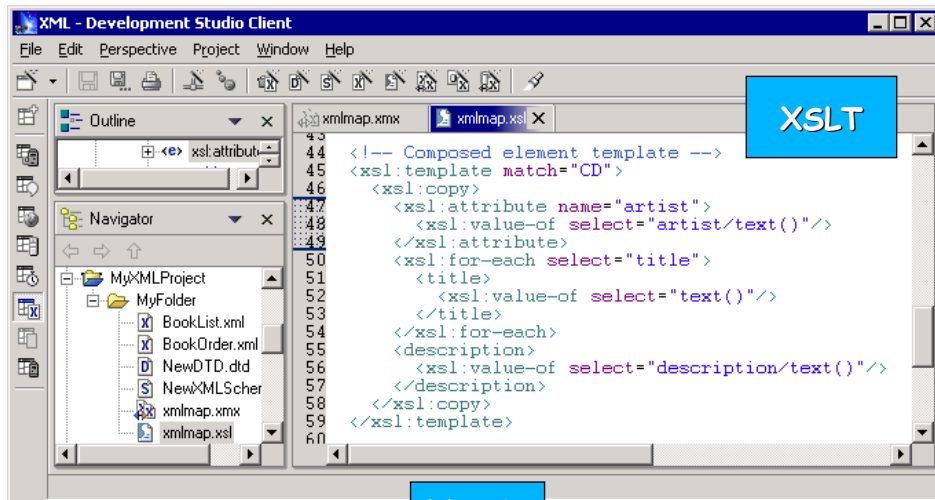 XML - Development Studio Client
File Edit Perspective Project Window Help
XSLT
Outline
<e> xsl:attribut
Navigator
MyXMLProject
MyFolder
BookList.xml
BookOrder.xml
NewDTD.dtd
NewXMLScher
xmlmap.xmx
xmlmap.xsl
xmlmap.xmx xmlmap.xsl
43
44 <!-- Composed element template -->
45 <xsl:template match="CD">
46 <xsl:copy>
47 <xsl:attribute name="artist">
48 <xsl:value-of select="artist/text()"/>
49 </xsl:attribute>
50 <xsl:for-each select="title">
51 <title>
52 <xsl:value-of select="text()"/>
53 </title>
54 </xsl:for-each>
55 <description>
56 <xsl:value-of select="description/text()"/>
57 </description>
58 </xsl:copy>
59 </xsl:template>
60